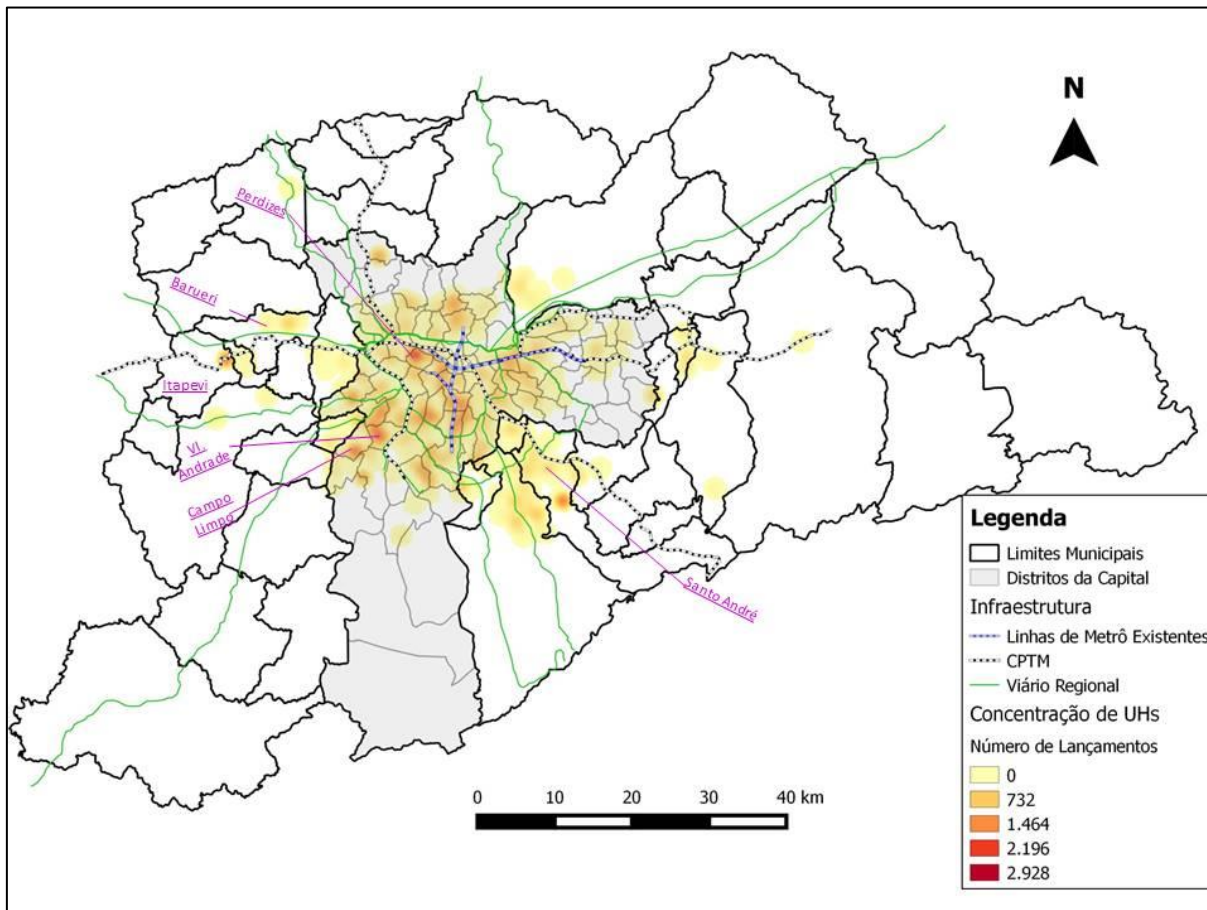 N
Perdizes
Barueri
Itapevi
Vl.
Andrade
Campo
Limpo
Santo André
0 10 20 30 40 km
Legenda
Limites Municipais
Distritos da Capital
Infraestrutura
Linhas de Metrô Existentes
CPTM
Viário Regional
Concentração de UHs
Número de Lançamentos
0
732
1.464
2.196
2.928